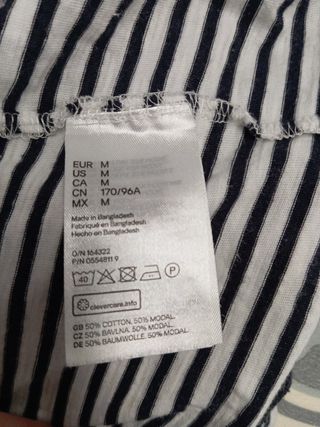 EUR M
US M
CA M
CN 170/96A
MX M
Made in Bangladesh
Fabriqué en Bangladesh
Hecho en Bangladesh
O/N 164322
P/N 0554811 9
40 P
clevercare.info
GB 50% COTTON, 50% MODAL.
CZ 50% BAVLNA, 50% MODAL.
DE 50% BAUMWOLLE, 50% MODAL.